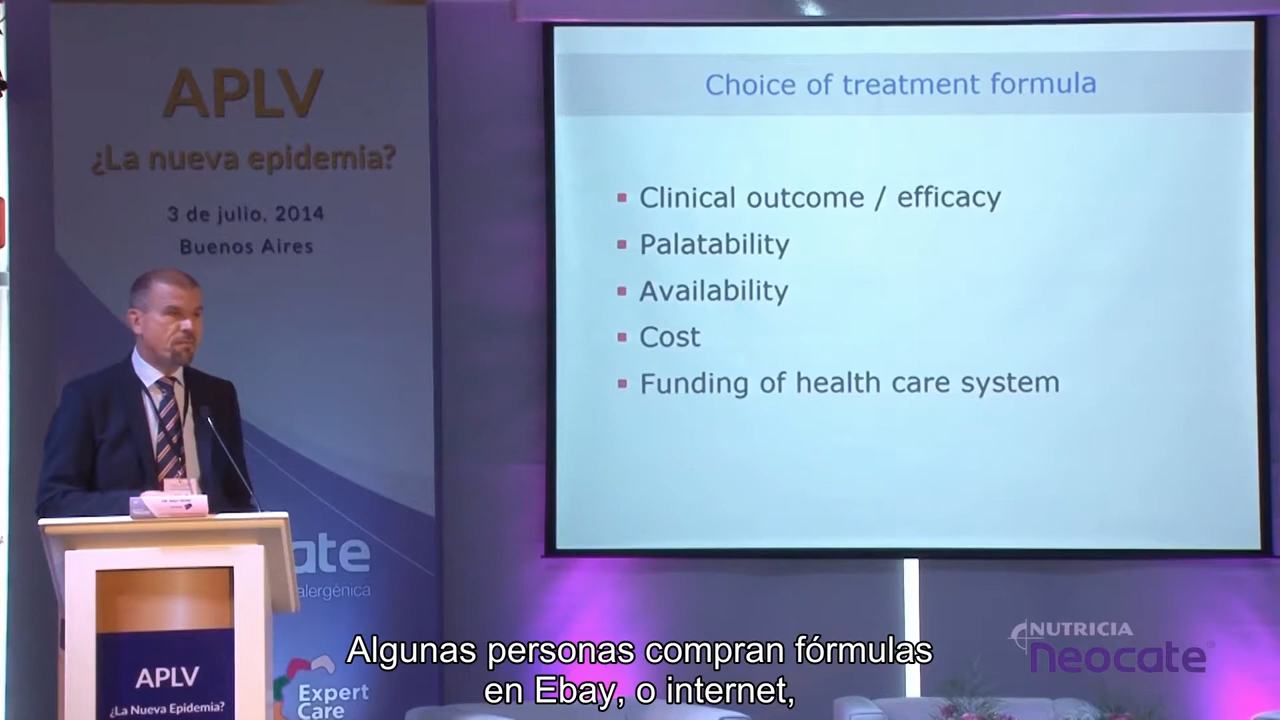 APLV
¿La nueva epidemia?
3 de julio, 2014
Buenos Aires
Choice of treatment formula
Clinical outcome / efficacy
Palatability
Availability
Cost
Funding of health care system
cate
alergénica
APLV
¿La Nueva Epidemia?
Expert
Care
NUTRICIA
neocate
Algunas personas compran fórmulas
en Ebay, o internet,